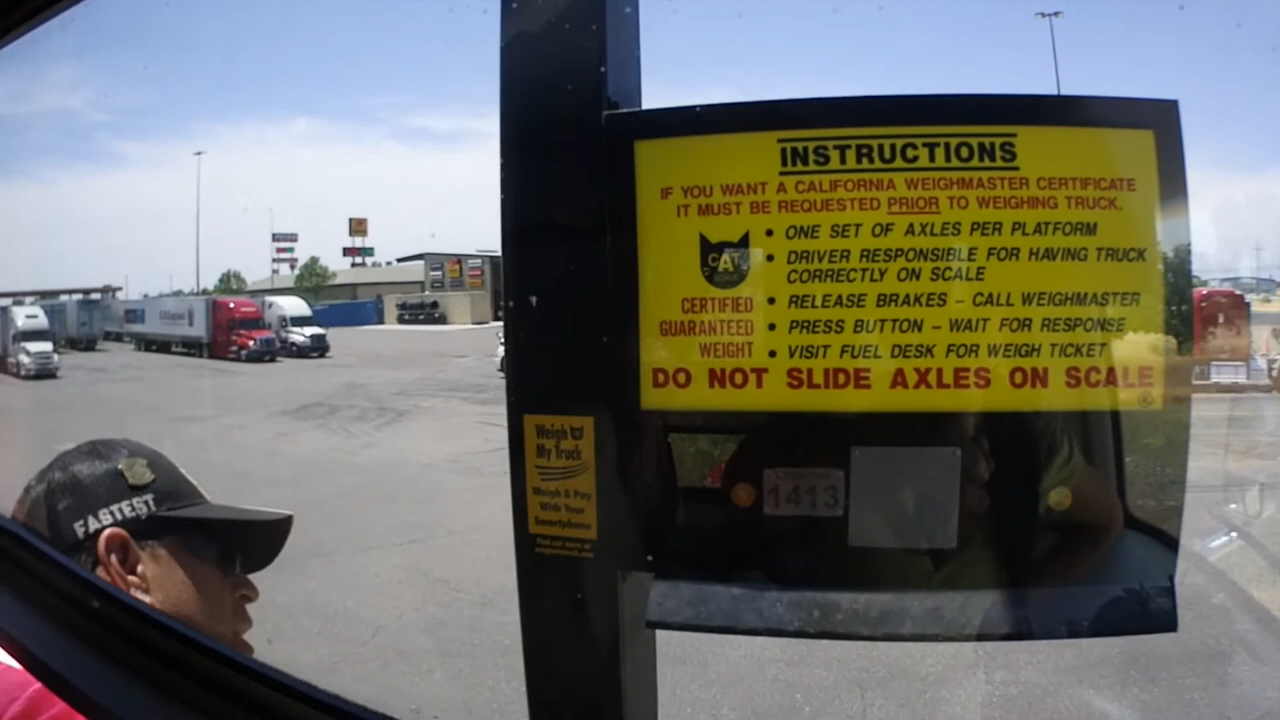 INSTRUCTIONS
IF YOU WANT A CALIFORNIA WEIGHMASTER CERTIFICATE
IT MUST BE REQUESTED PRIOR TO WEIGHING TRUCK.
CAT
CERTIFIED
GUARANTEED
WEIGHT
• ONE SET OF AXLES PER PLATFORM
• DRIVER RESPONSIBLE FOR HAVING TRUCK
CORRECTLY ON SCALE
• RELEASE BRAKES – CALL WEIGHMASTER
• PRESS BUTTON – WAIT FOR RESPONSE
• VISIT FUEL DESK FOR WEIGH TICKET
DO NOT SLIDE AXLES ON SCALE
1413
Weigh
My Truck
Weigh & Pay
With Your
Smartphone
FASTEST